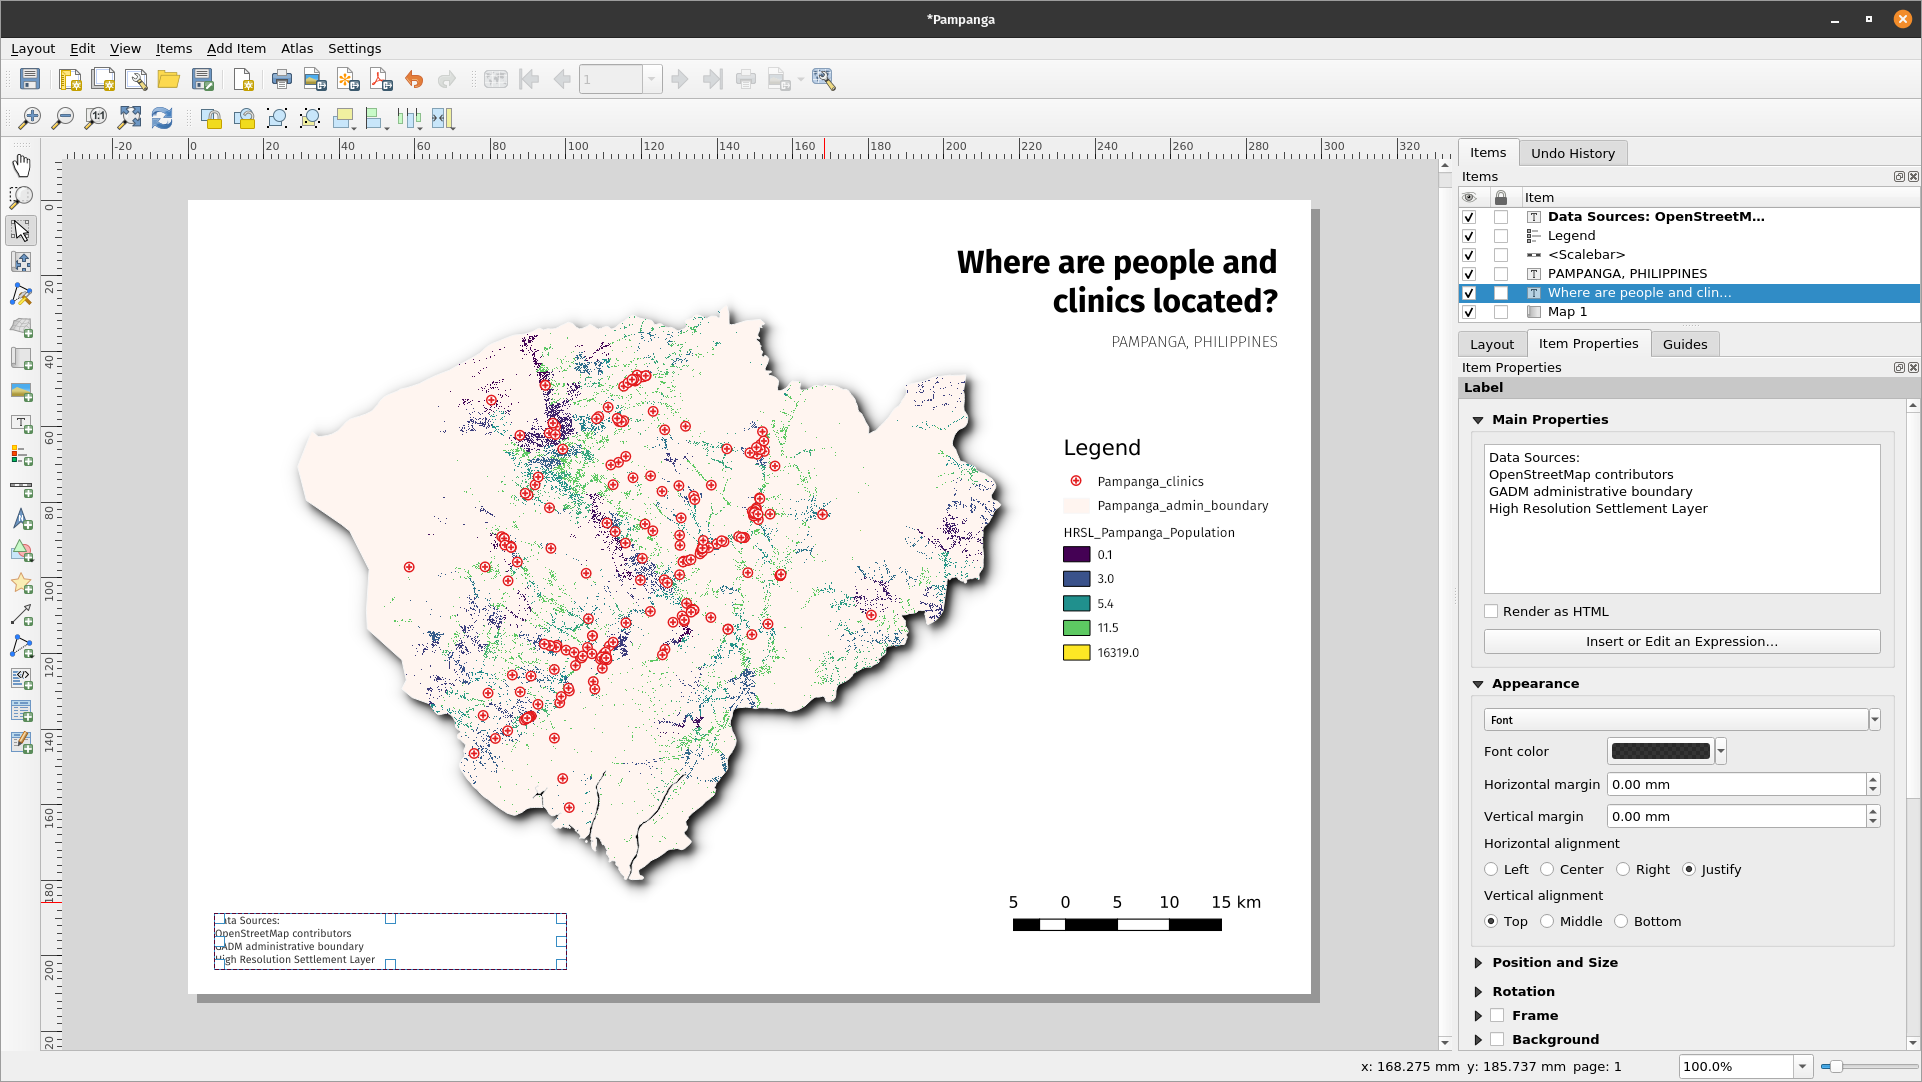 *Pampanga
Layout Edit View Items Add Item Atlas Settings
1
1:1
-20 0 20 40 60 80 100 120 140 160 180 200 220 240 260 280 300 320
0
20
40
60
80
100
120
140
160
180
200
20
Where are people and
clinics located?
PAMPANGA, PHILIPPINES
Legend
Pampanga_clinics
Pampanga_admin_boundary
HRSL_Pampanga_Population
0.1
3.0
5.4
11.5
16319.0
5 0 5 10 15 km
ata Sources:
OpenStreetMap contributors
GADM administrative boundary
High Resolution Settlement Layer
Items Undo History
Items
Item
Data Sources: OpenStreetM...
Legend
<Scalebar>
PAMPANGA, PHILIPPINES
Where are people and clin...
Map 1
Layout Item Properties Guides
Item Properties
Label
Main Properties
Data Sources:
OpenStreetMap contributors
GADM administrative boundary
High Resolution Settlement Layer
Render as HTML
Insert or Edit an Expression...
Appearance
Font
Font color
Horizontal margin 0.00 mm
Vertical margin 0.00 mm
Horizontal alignment
Left Center Right Justify
Vertical alignment
Top Middle Bottom
Position and Size
Rotation
Frame
Background
x: 168.275 mm y: 185.737 mm page: 1 100.0%